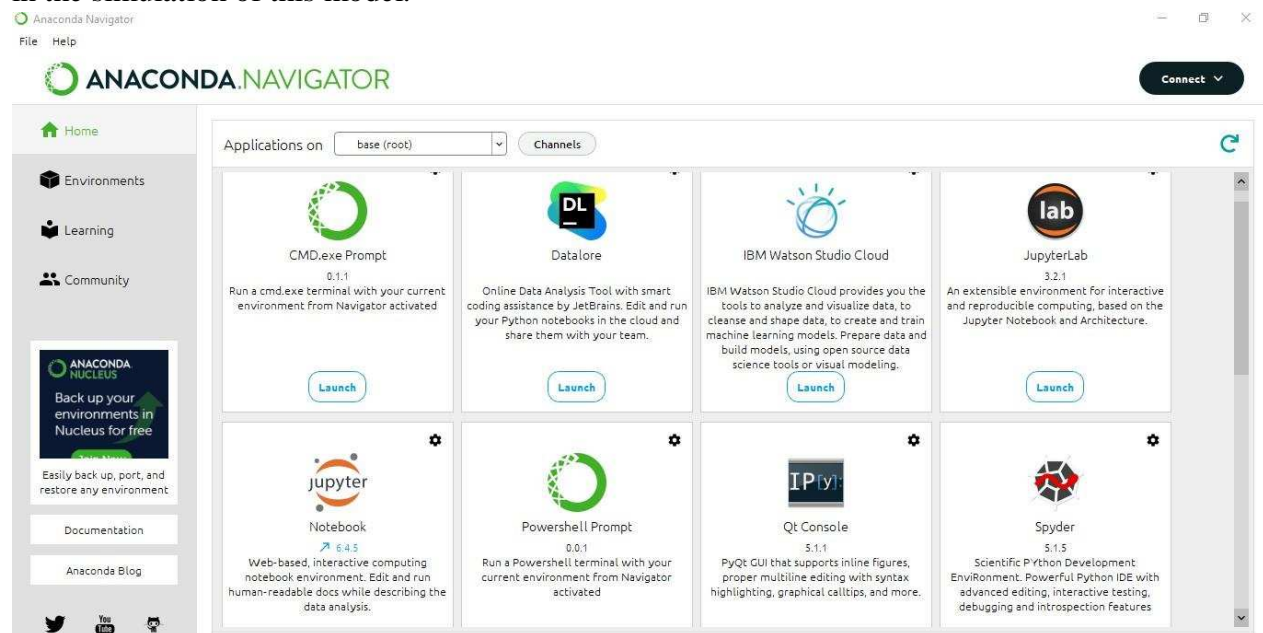 in the simulation of this model.
Anaconda Navigator
File Help
ANACONDA.NAVIGATOR
Connect
Home
Environments
Learning
Community
ANACONDA
NUCLEUS
Back up your
environments in
Nucleus for free
Join Now
Easily back up, port, and
restore any environment
Documentation
Anaconda Blog
You
Tube
Applications on
base (root)
Channels
CMD.exe Prompt
0.1.1
Run a cmd.exe terminal with your current
environment from Navigator activated
Launch
DL
Datalore
Online Data Analysis Tool with smart
coding assistance by JetBrains. Edit and run
your Python notebooks in the cloud and
share them with your team.
Launch
IBM Watson Studio Cloud
IBM Watson Studio Cloud provides you the
tools to analyze and visualize data, to
cleanse and shape data, to create and train
machine learning models. Prepare data and
build models, using open source data
science tools or visual modeling.
Launch
lab
JupyterLab
3.2.1
An extensible environment for interactive
and reproducible computing, based on the
Jupyter Notebook and Architecture.
Launch
jupyter
Notebook
6.4.5
Web-based, interactive computing
notebook environment. Edit and run
human-readable docs while describing the
data analysis.
Powershell Prompt
0.0.1
Run a Powershell terminal with your
current environment from Navigator
activated
IP[y]:
Qt Console
5.1.1
PyQt GUI that supports inline figures,
proper multiline editing with syntax
highlighting, graphical calltips, and more.
Spyder
5.1.5
Scientific PYthon Development
EnviRonment. Powerful Python IDE with
advanced editing, interactive testing,
debugging and introspection features